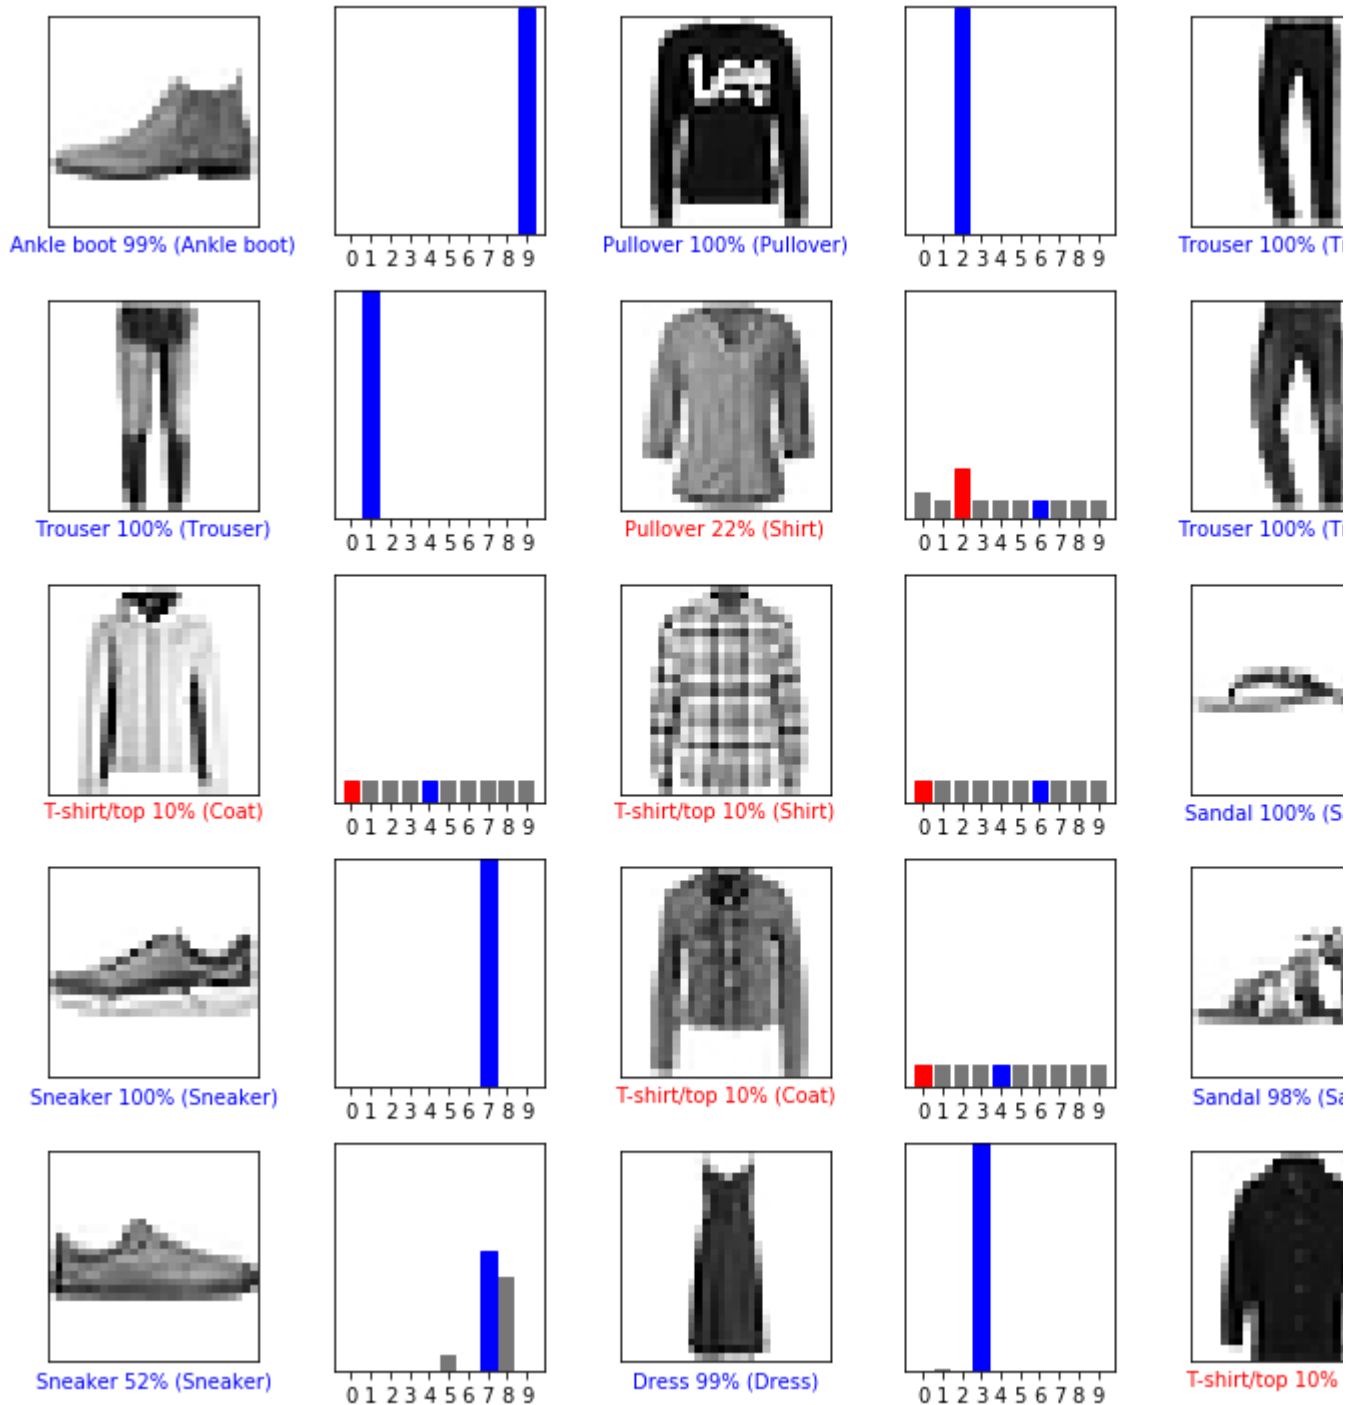 0 1 2 3 4 5 6 7 8 9
0 1 2 3 4 5 6 7 8 9
Ankle boot 99% (Ankle boot)
Pullover 100% (Pullover)
Trouser 100% (T
0 1 2 3 4 5 6 7 8 9
0 1 2 3 4 5 6 7 8 9
Trouser 100% (Trouser)
Pullover 22% (Shirt)
Trouser 100% (T
0 1 2 3 4 5 6 7 8 9
0 1 2 3 4 5 6 7 8 9
T-shirt/top 10% (Coat)
T-shirt/top 10% (Shirt)
Sandal 100% (S
0 1 2 3 4 5 6 7 8 9
0 1 2 3 4 5 6 7 8 9
Sneaker 100% (Sneaker)
T-shirt/top 10% (Coat)
Sandal 98% (Sa
0 1 2 3 4 5 6 7 8 9
0 1 2 3 4 5 6 7 8 9
Sneaker 52% (Sneaker)
Dress 99% (Dress)
T-shirt/top 10%